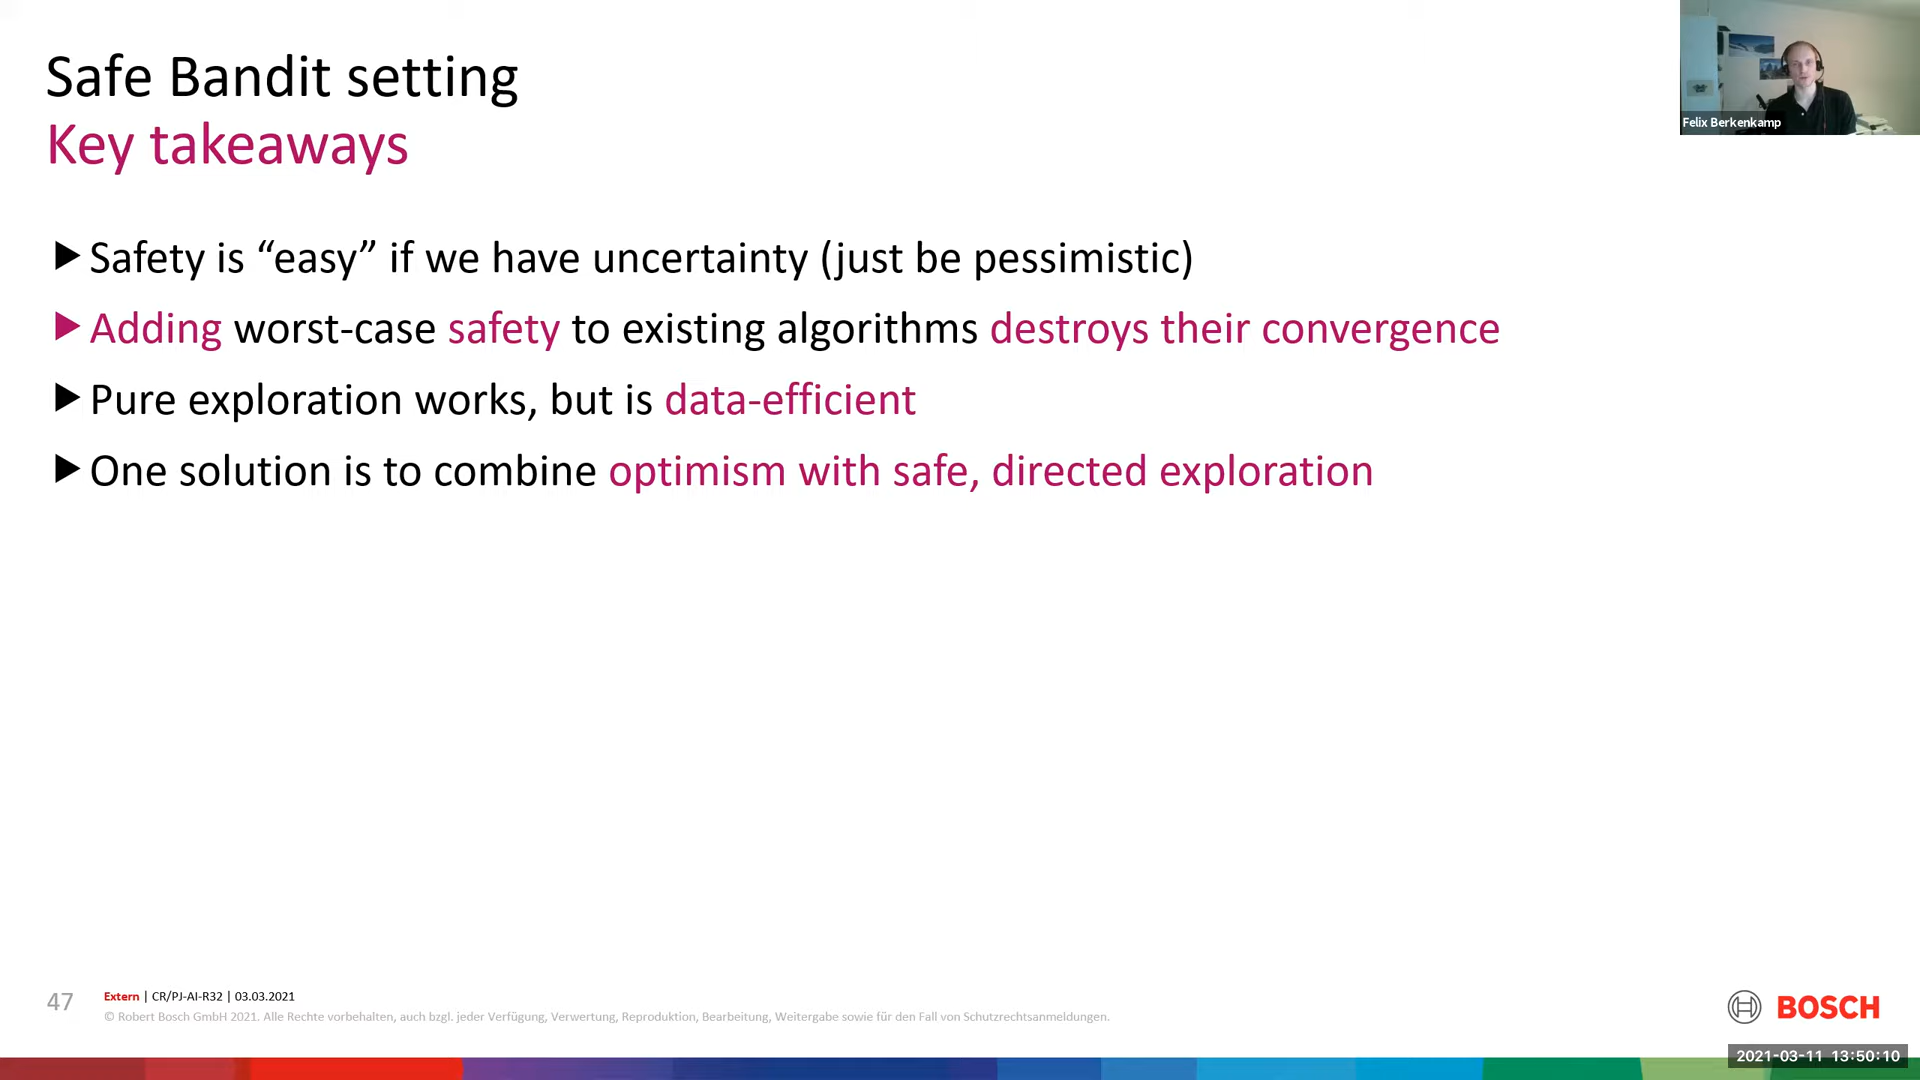 Safe Bandit setting
Key takeaways
Felix Berkenkamp
Safety is “easy” if we have uncertainty (just be pessimistic)
Adding worst-case safety to existing algorithms destroys their convergence
Pure exploration works, but is data-efficient
One solution is to combine optimism with safe, directed exploration
47
Extern | CR/PJ-AI-R32 | 03.03.2021
© Robert Bosch GmbH 2021. Alle Rechte vorbehalten, auch bzgl. jeder Verfügung, Verwertung, Reproduktion, Bearbeitung, Weitergabe sowie für den Fall von Schutzrechtsanmeldungen.
BOSCH
2021-03-11 13:50:10